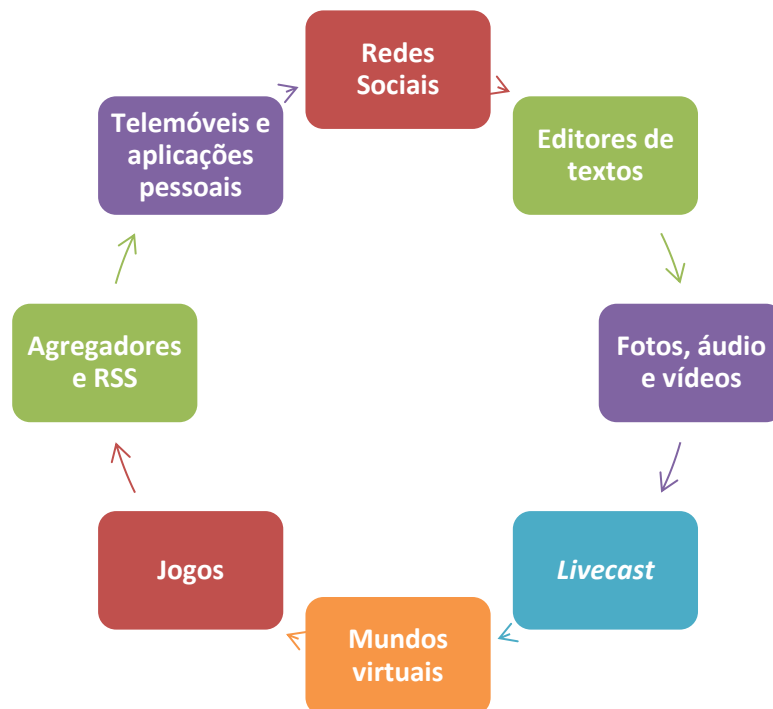 Redes
Sociais
Editores de
textos
Fotos, áudio
e vídeos
Livecast
Mundos
virtuais
Jogos
Agregadores
e RSS
Telemóveis e
aplicações
pessoais